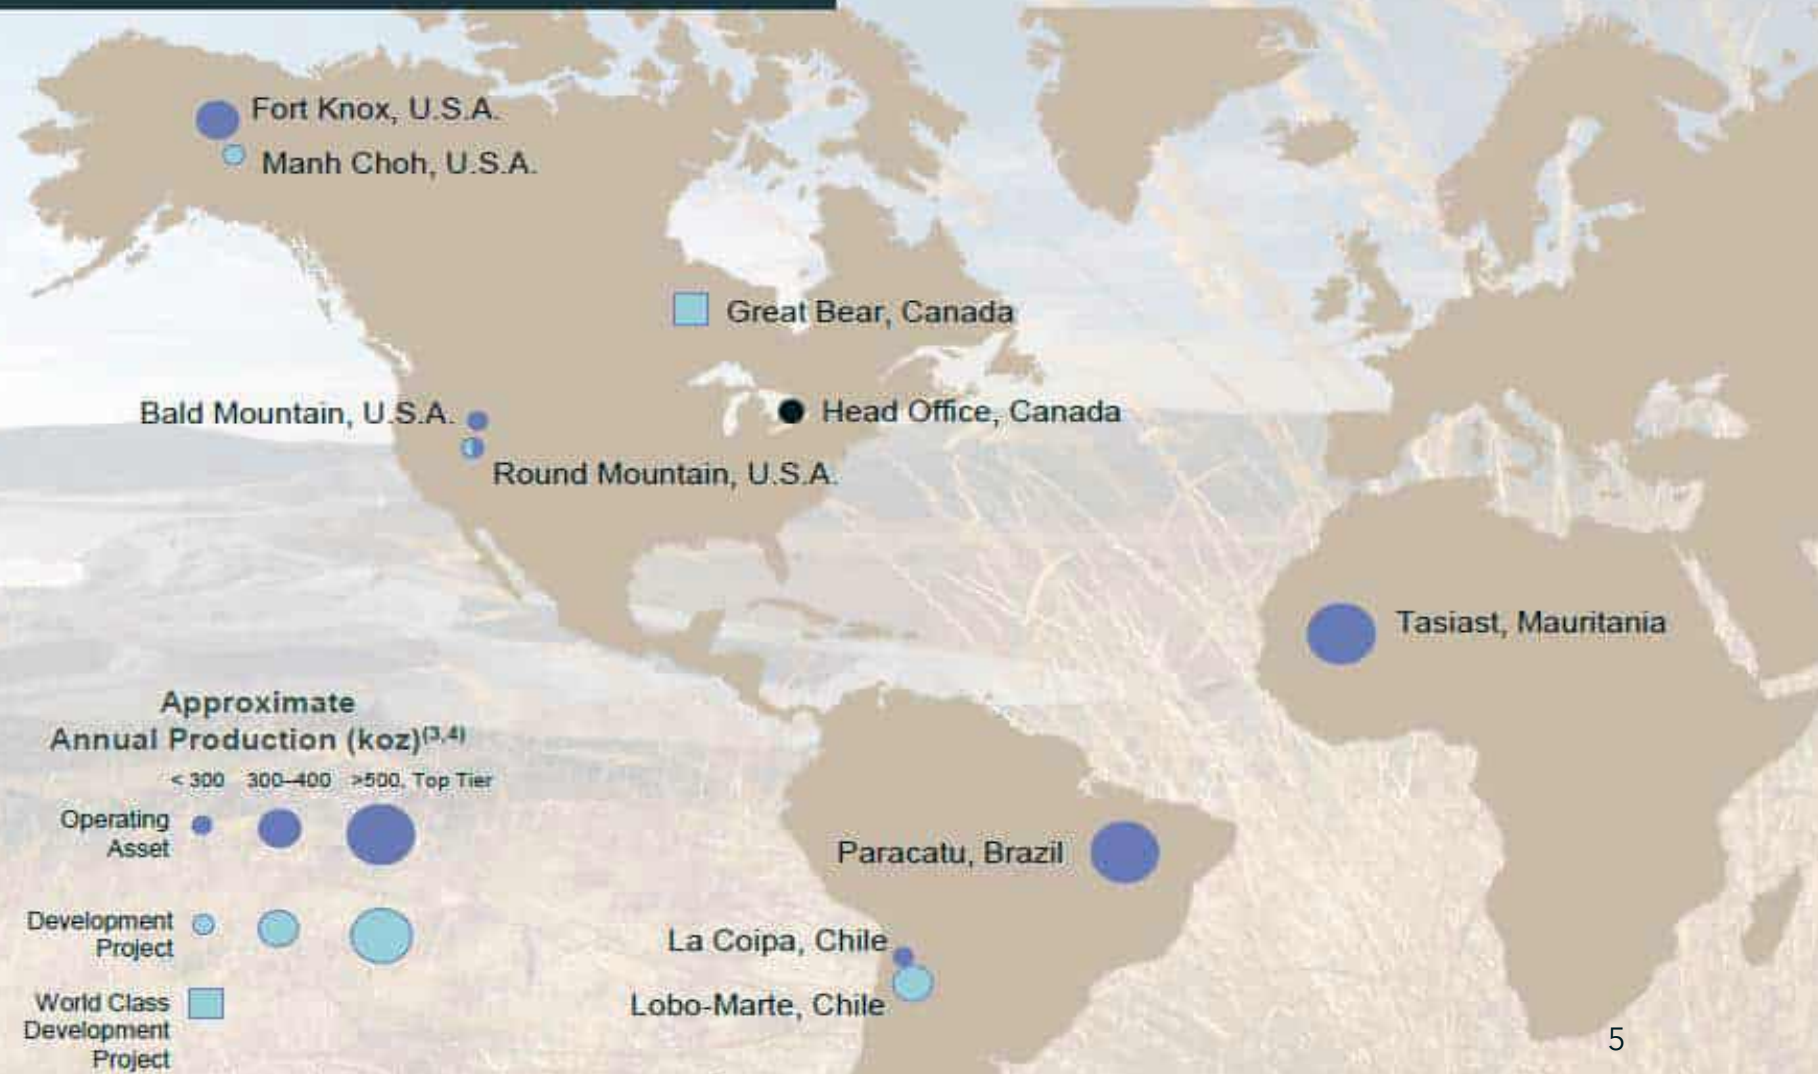 Fort Knox, U.S.A.
Manh Choh, U.S.A.
Great Bear, Canada
Bald Mountain, U.S.A.
Head Office, Canada
Round Mountain, U.S.A.
Tasiast, Mauritania
Approximate
Annual Production (koz)(3,4)
< 300 300–400 >500, Top Tier
Operating
Asset
Development
Project
World Class
Development
Project
Paracatu, Brazil
La Coipa, Chile
Lobo-Marte, Chile
5